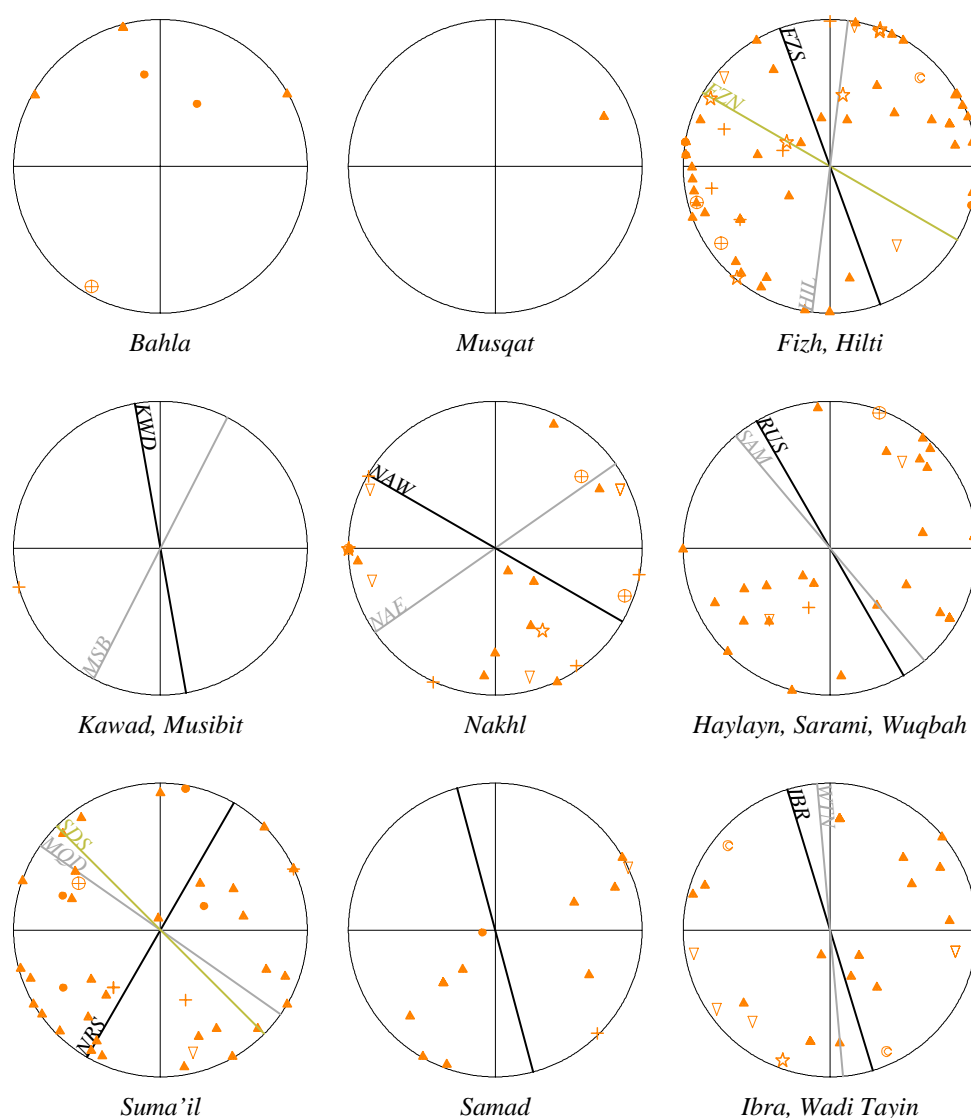 FZS
FZN
HIL
Bahla
Musqat
Fizh, Hilti
KWD
MSB
NAW
NAE
RUS
SAM
Kawad, Musibit
Nakhl
Haylayn, Sarami, Wuqbah
SDS
MQD
NRS
IBR
WTN
Suma'il
Samad
Ibra, Wadi Tayin